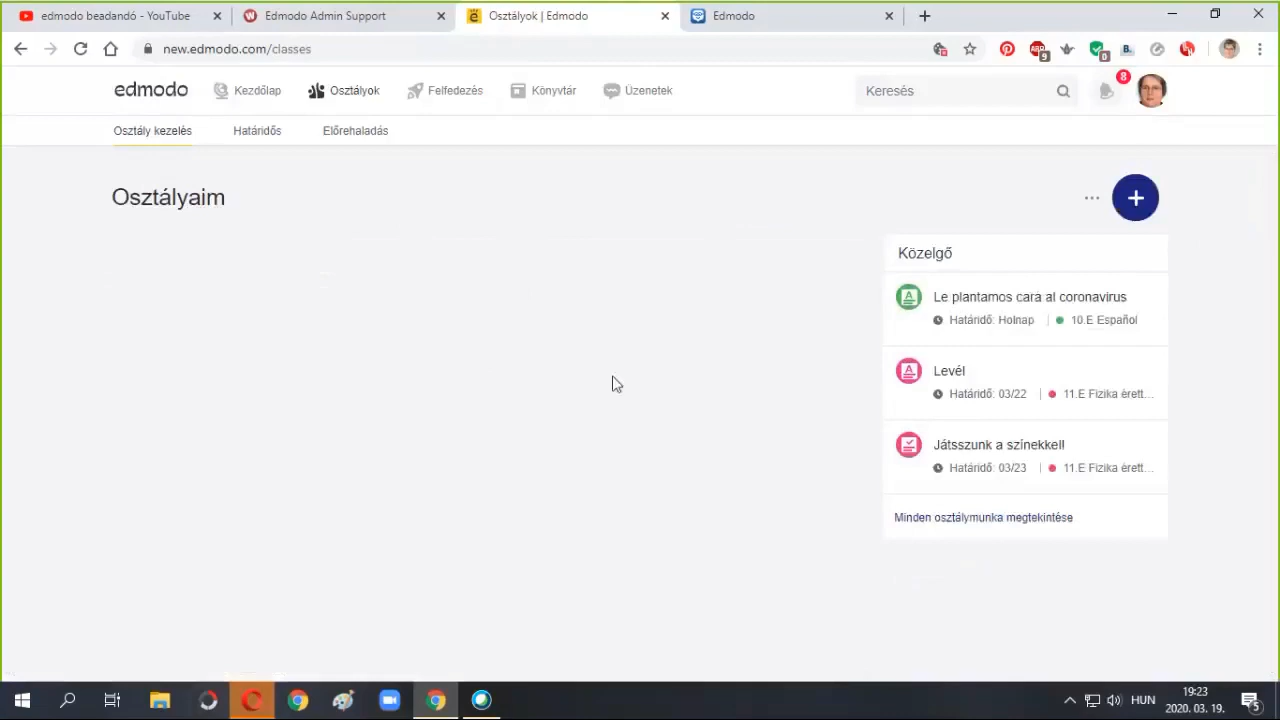 edmodo beadandó - YouTube
Edmodo Admin Support
Osztályok | Edmodo
Edmodo
new.edmodo.com/classes
9
0
edmodo
Kezdőlap
Osztályok
Felfedezés
Könyvtár
Üzenetek
Keresés
8
Osztály kezelés
Határidős
Előrehaladás
Osztályaim
Közelgő
Le plantamos cara al coronavirus
Határidő: Holnap
10.E Español
Levél
Határidő: 03/22
11.E Fizika érett...
Játsszunk a színekkel!
Határidő: 03/23
11.E Fizika érett...
Minden osztálymunka megtekintése
HUN
19:23
2020. 03. 19.
5